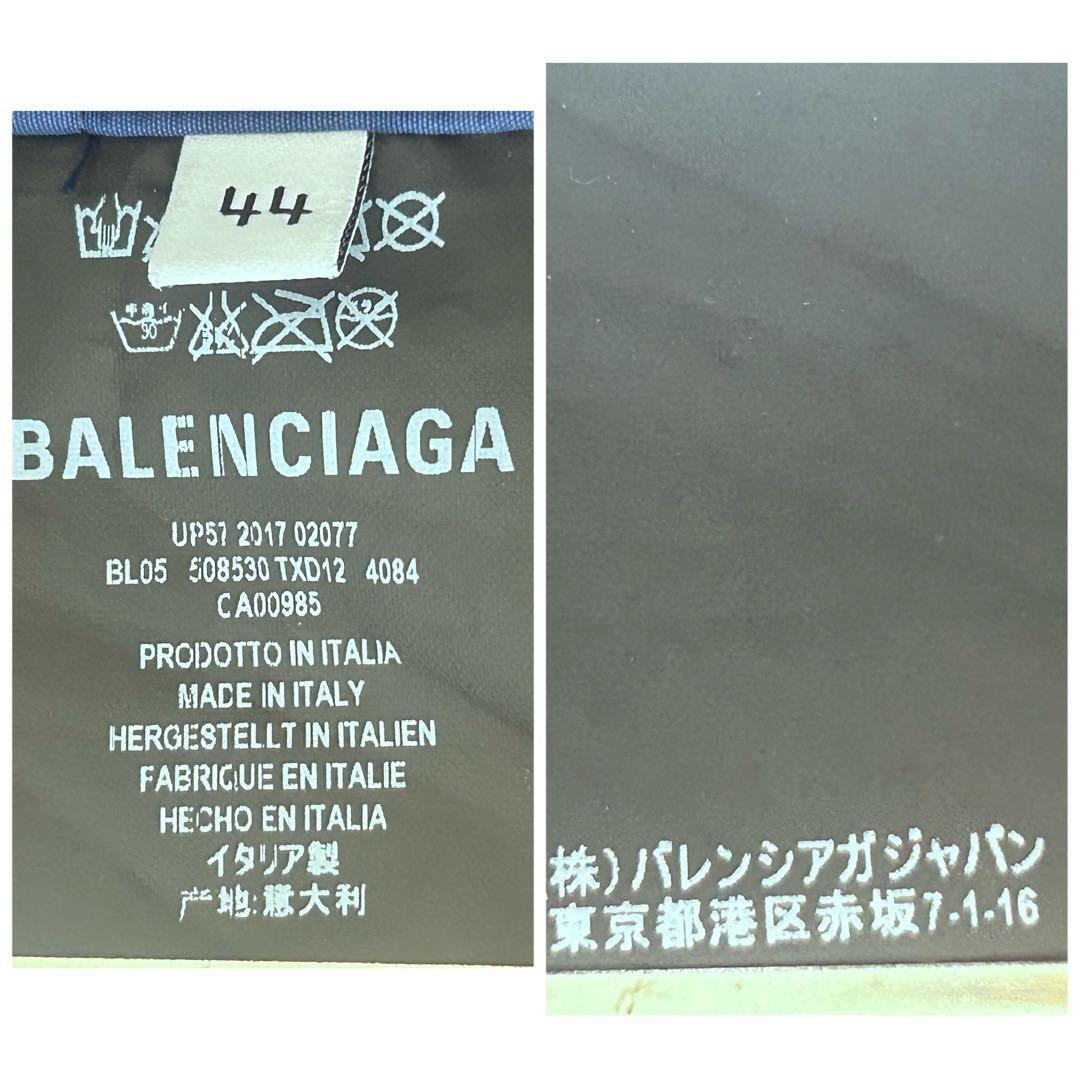 44
30
BALENCIAGA
UP57 2017 02077
BL05 508530 TXD12 4084
CA00985
PRODOTTO IN ITALIA
MADE IN ITALY
HERGESTELLT IN ITALIEN
FABRIQUE EN ITALIE
HECHO EN ITALIA
イタリア製
产地:意大利
株)バレンシアガジャパン
東京都港区赤坂7-1-16